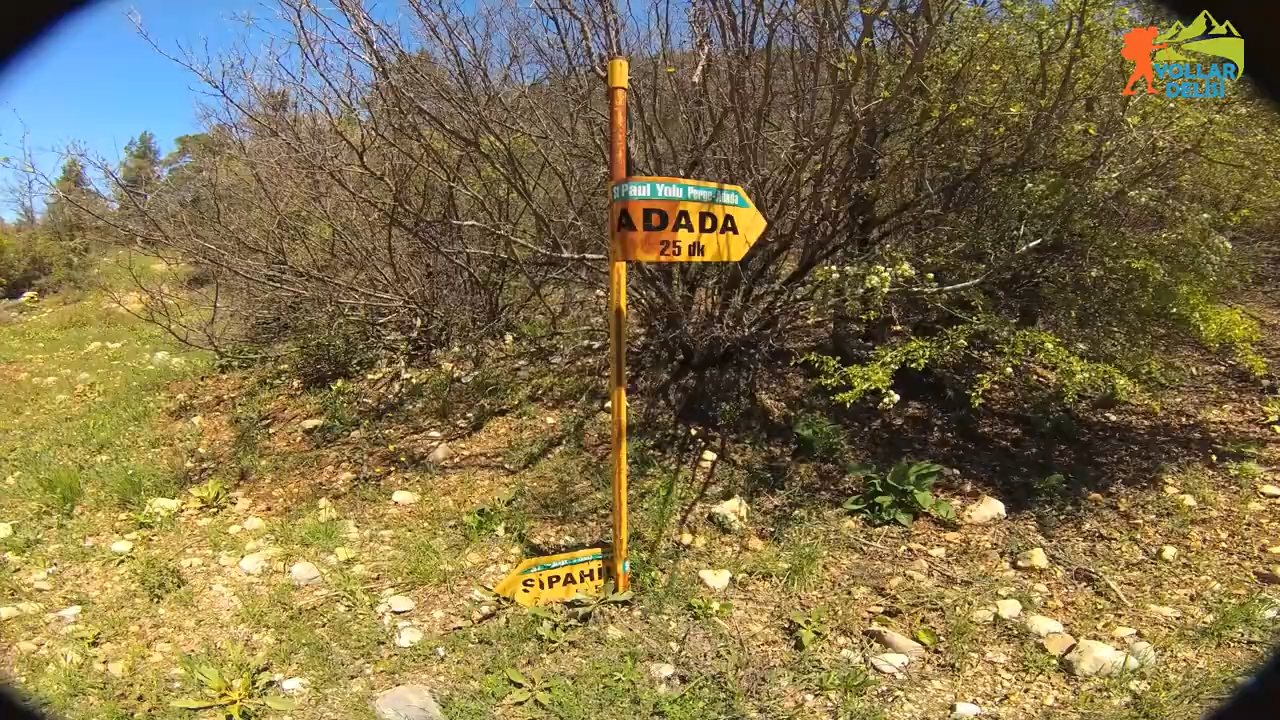 YOLLAR
DELİSİ
St Paul Yolu Perge-Adada
ADADA
25 dk
SİPAHİ